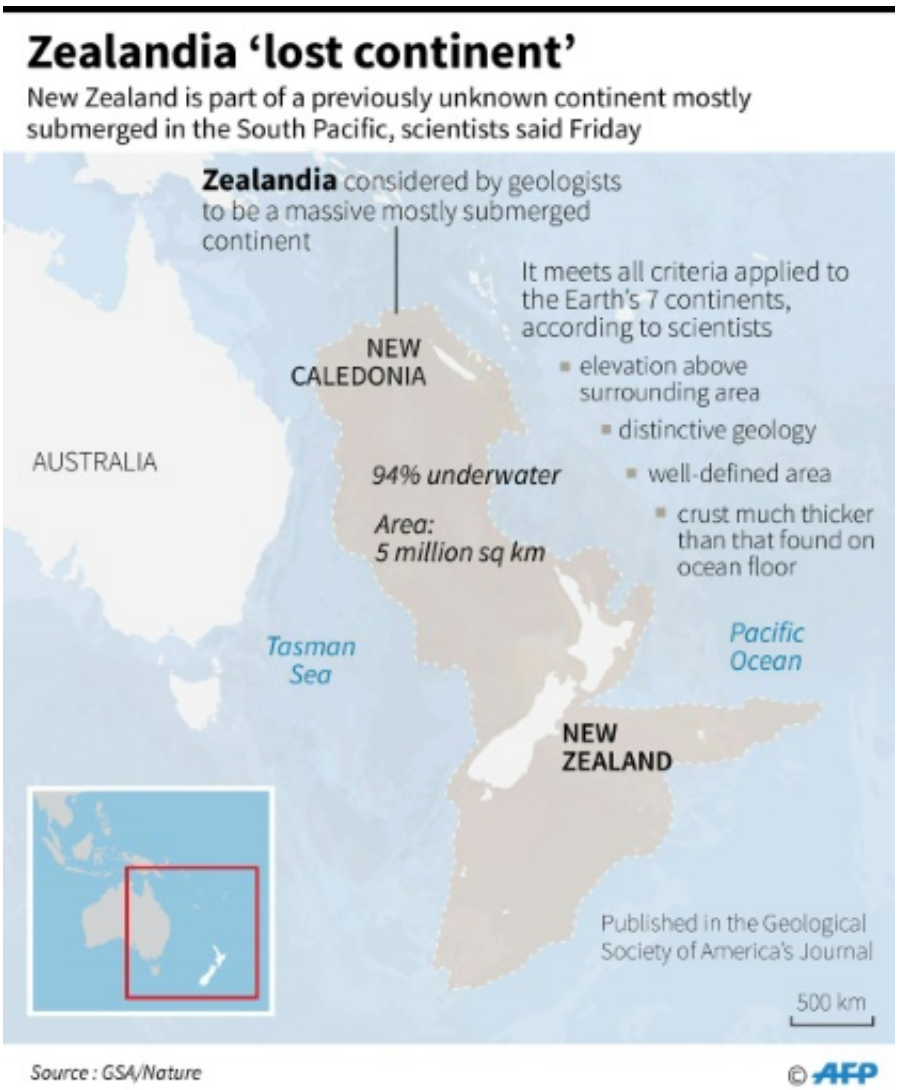 Zealandia ‘lost continent’
New Zealand is part of a previously unknown continent mostly
submerged in the South Pacific, scientists said Friday
Zealandia considered by geologists
to be a massive mostly submerged
continent
It meets all criteria applied to
the Earth's 7 continents,
according to scientists
elevation above
surrounding area
distinctive geology
well-defined area
crust much thicker
than that found on
ocean floor
NEW
CALEDONIA
AUSTRALIA
94% underwater
Area:
5 million sq km
Tasman
Sea
Pacific
Ocean
NEW
ZEALAND
Published in the Geological
Society of America's Journal
500 km
Source : GSA/Nature
© AFP